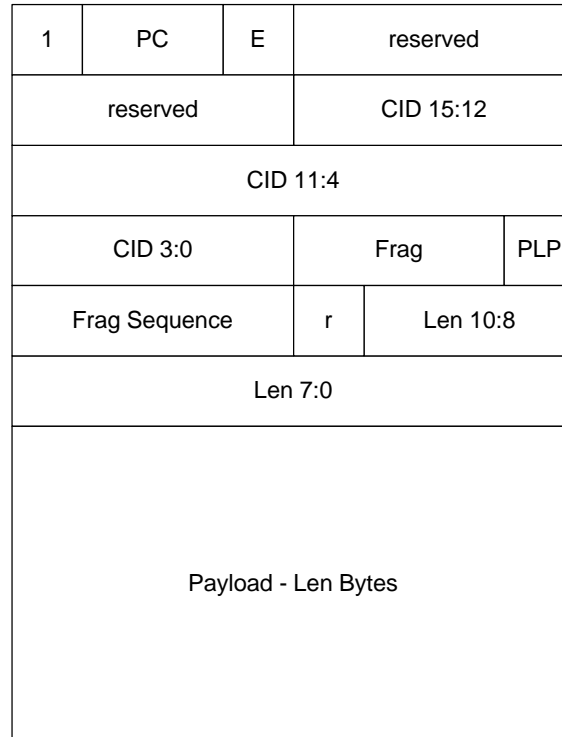 1 PC E reserved
reserved CID 15:12
CID 11:4
CID 3:0 Frag PLP
Frag Sequence r Len 10:8
Len 7:0
Payload - Len Bytes